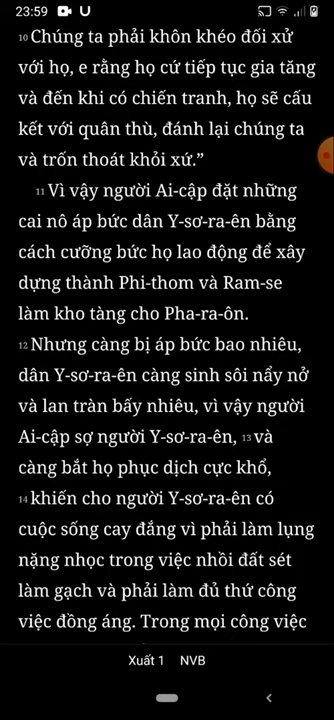 23:59 U
10 Chúng ta phải khôn khéo đối xử
với họ, e rằng họ cứ tiếp tục gia tăng
và đến khi có chiến tranh, họ sẽ cấu
kết với quân thù, đánh lại chúng ta
và trốn thoát khỏi xứ.”
11 Vì vậy người Ai-cập đặt những
cai nô áp bức dân Y-sơ-ra-ên bằng
cách cưỡng bức họ lao động để xây
dựng thành Phi-thom và Ram-se
làm kho tàng cho Pha-ra-ôn.
12 Nhưng càng bị áp bức bao nhiêu,
dân Y-sơ-ra-ên càng sinh sôi nẩy nở
và lan tràn bấy nhiêu, vì vậy người
Ai-cập sợ người Y-sơ-ra-ên, 13 và
càng bắt họ phục dịch cực khổ,
14 khiến cho người Y-sơ-ra-ên có
cuộc sống cay đắng vì phải làm lụng
nặng nhọc trong việc nhồi đất sét
làm gạch và phải làm đủ thứ công
việc đồng áng. Trong mọi công việc
Xuất 1 NVB